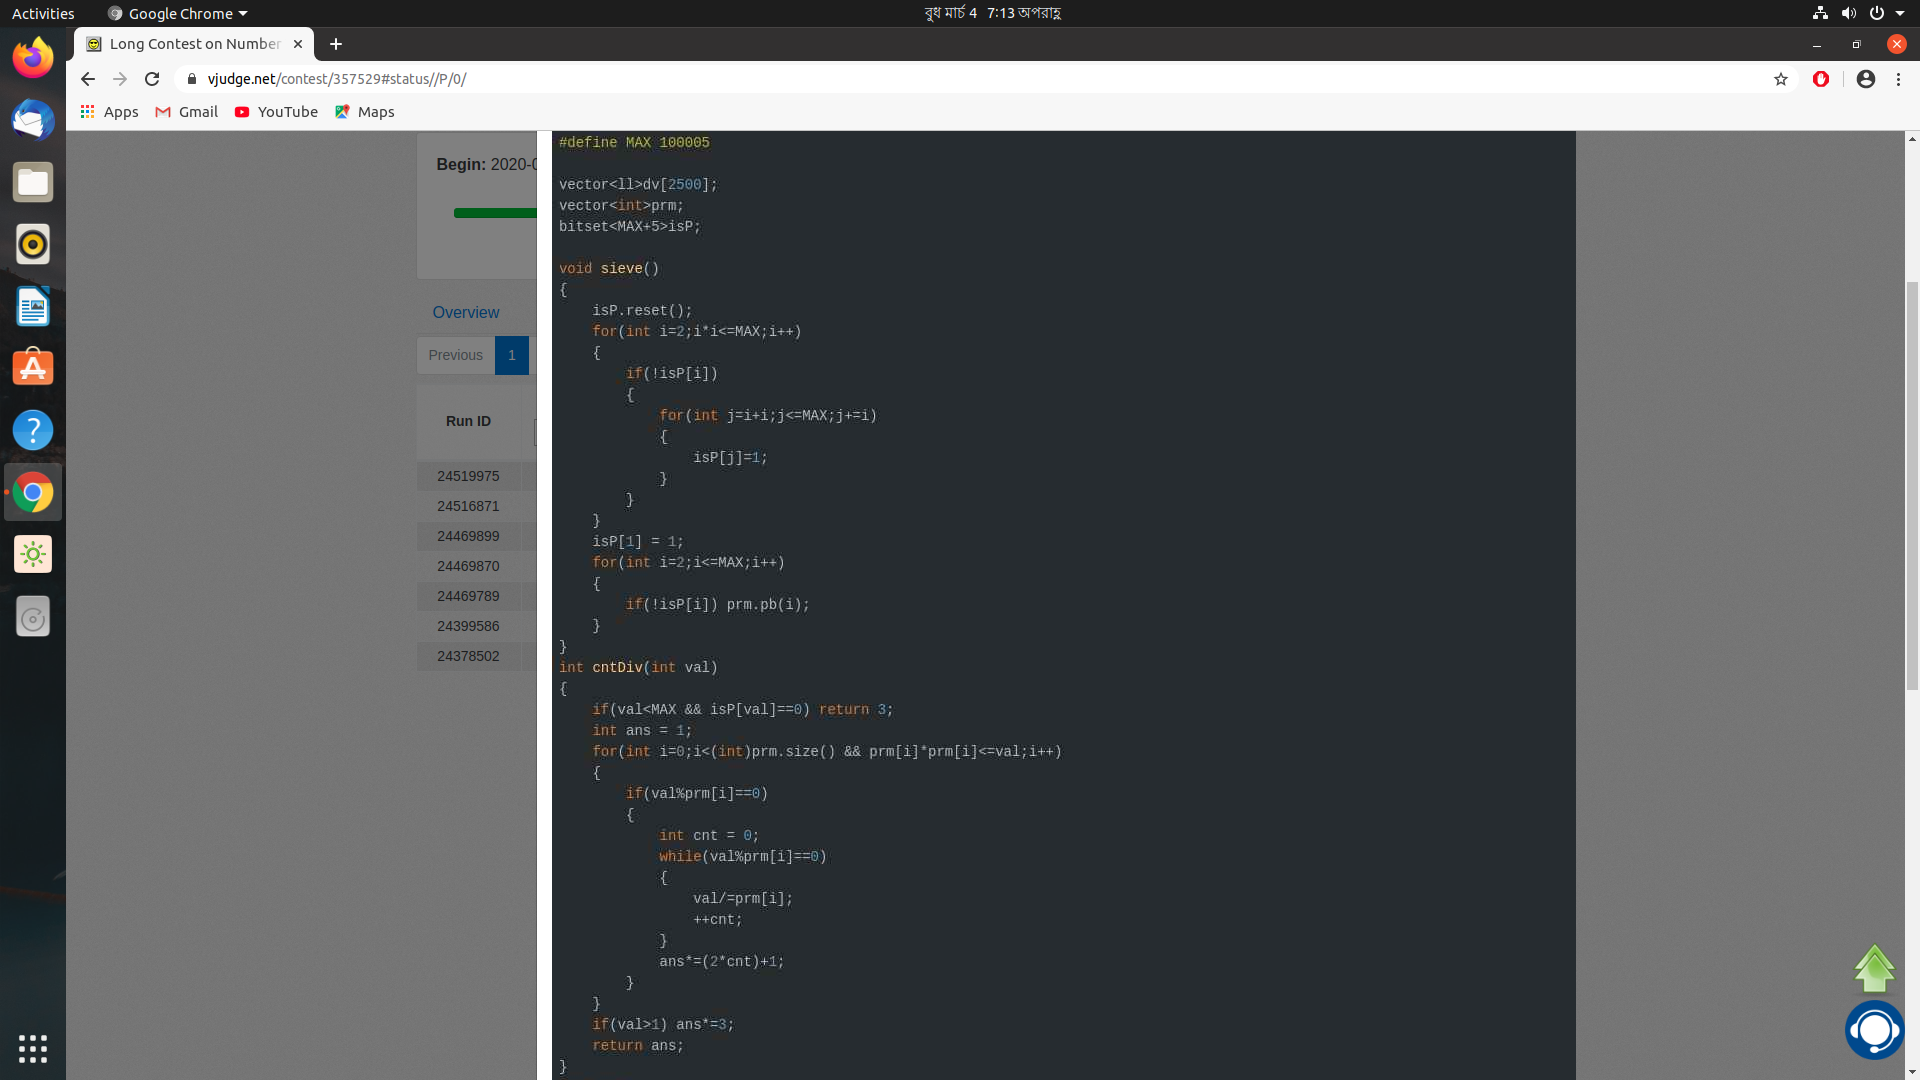 Activities
Google Chrome
বুধ মার্চ 4 7:13 অপরাহ্ণ
Long Contest on Number
vjudge.net/contest/357529#status//P/0/
Apps
Gmail
YouTube
Maps
Begin: 2020-0
Overview
Previous
1
Run ID
24519975
24516871
24469899
24469870
24469789
24399586
24378502
#define MAX 100005
vector<ll>dv[2500];
vector<int>prm;
bitset<MAX+5>isP;
void sieve()
{
    isP.reset();
    for(int i=2;i*i<=MAX;i++)
    {
        if(!isP[i])
        {
            for(int j=i+i;j<=MAX;j+=i)
            {
                isP[j]=1;
            }
        }
    }
    isP[1] = 1;
    for(int i=2;i<=MAX;i++)
    {
        if(!isP[i]) prm.pb(i);
    }
}
int cntDiv(int val)
{
    if(val<MAX && isP[val]==0) return 3;
    int ans = 1;
    for(int i=0;i<(int)prm.size() && prm[i]*prm[i]<=val;i++)
    {
        if(val%prm[i]==0)
        {
            int cnt = 0;
            while(val%prm[i]==0)
            {
                val/=prm[i];
                ++cnt;
            }
            ans*=(2*cnt)+1;
        }
    }
    if(val>1) ans*=3;
    return ans;
}